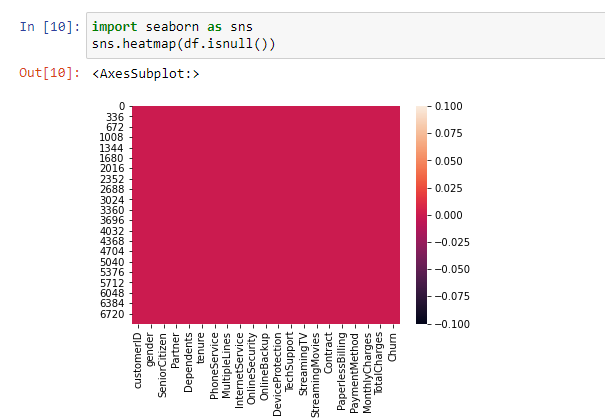 In [10]: import seaborn as sns
sns.heatmap(df.isnull())
Out[10]: <AxesSubplot:>
0
336
672
1008
1344
1680
2016
2352
2688
3024
3360
3696
4032
4368
4704
5040
5376
5712
6048
6384
6720
0.100
0.075
0.050
0.025
0.000
−0.025
−0.050
−0.075
−0.100
customerID
gender
SeniorCitizen
Partner
Dependents
tenure
PhoneService
MultipleLines
InternetService
OnlineSecurity
OnlineBackup
DeviceProtection
TechSupport
StreamingTV
StreamingMovies
Contract
PaperlessBilling
PaymentMethod
MonthlyCharges
TotalCharges
Churn